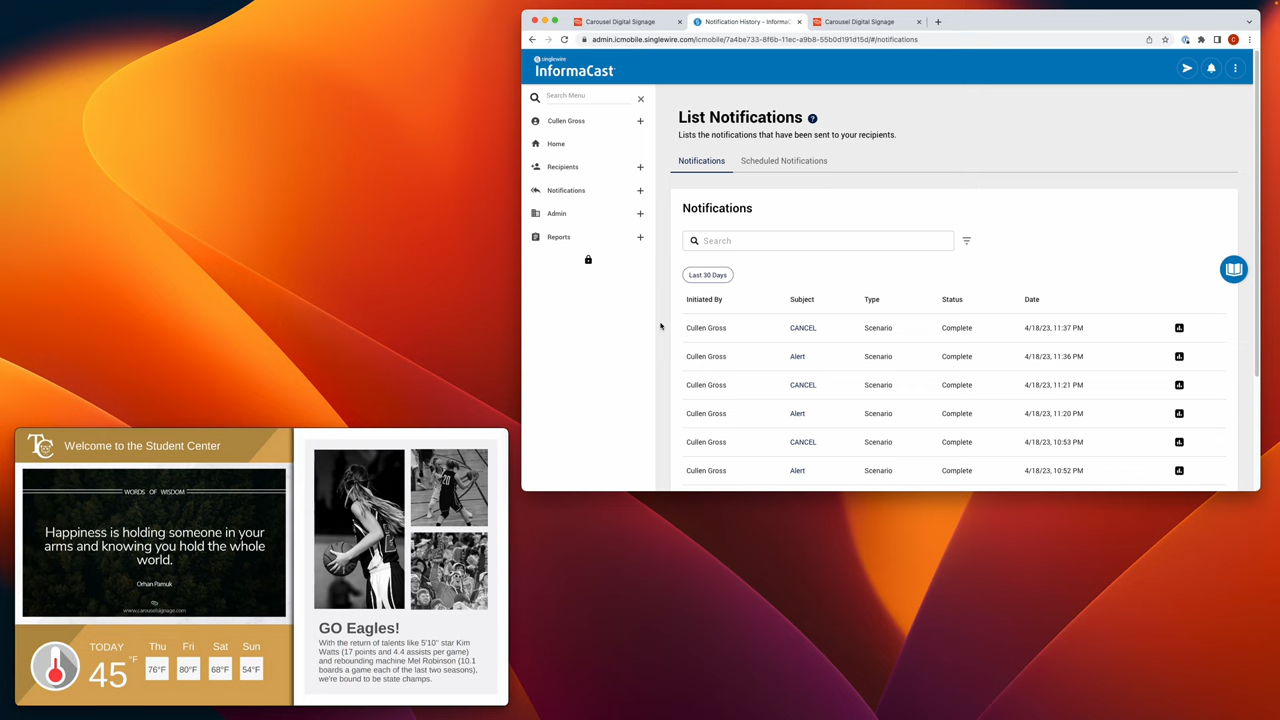 Carousel Digital Signage
Notification History - Informa
Carousel Digital Signage
admin.icmobile.singlewire.com/icmobile/7a4be733-8f6b-11ec-a9b8-55b0d191d15d/#/notifications
C
singlewire
InformaCast
Search Menu
Cullen Gross
Home
Recipients
Notifications
Admin
Reports
List Notifications ?
Lists the notifications that have been sent to your recipients.
Notifications Scheduled Notifications
Notifications
Search
Last 30 Days
Initiated By Subject Type Status Date
Cullen Gross CANCEL Scenario Complete 4/18/23, 11:37 PM
Cullen Gross Alert Scenario Complete 4/18/23, 11:36 PM
Cullen Gross CANCEL Scenario Complete 4/18/23, 11:21 PM
Cullen Gross Alert Scenario Complete 4/18/23, 11:20 PM
Cullen Gross CANCEL Scenario Complete 4/18/23, 10:53 PM
Cullen Gross Alert Scenario Complete 4/18/23, 10:52 PM
TC Welcome to the Student Center
WORDS OF WISDOM
Happiness is holding someone in your
arms and knowing you hold the whole
world.
Orhan Pamuk
www.carouselsignage.com
TODAY
45 °F
Thu Fri Sat Sun
76°F 80°F 68°F 54°F
20
GO Eagles!
With the return of talents like 5'10" star Kim
Watts (17 points and 4.4 assists per game)
and rebounding machine Mel Robinson (10.1
boards a game each of the last two seasons),
we're bound to be state champs.